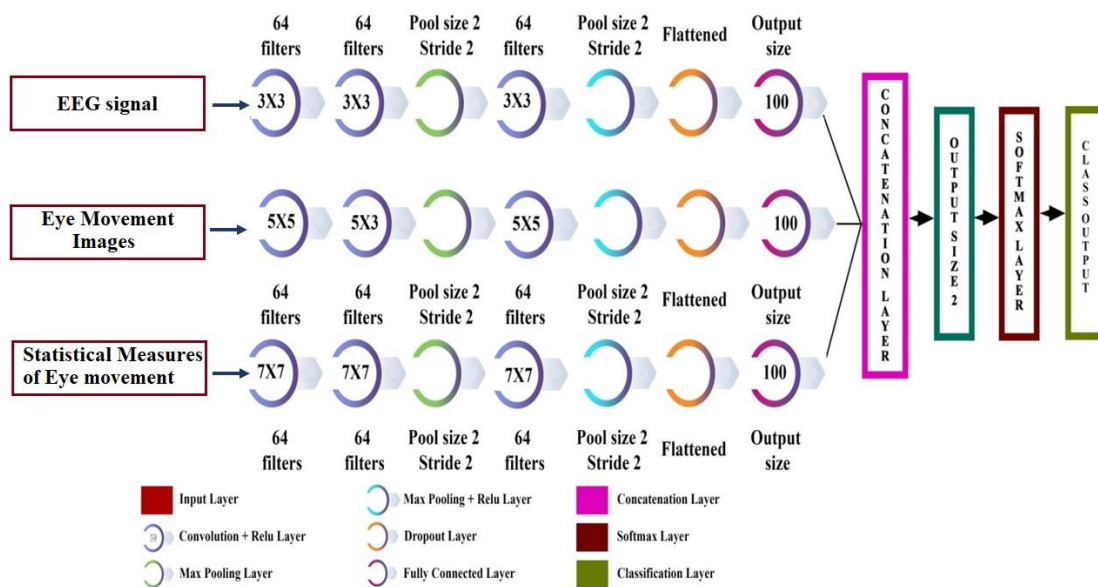 64 filters
64 filters
Pool size 2 Stride 2
64 filters
Pool size 2 Stride 2
Flattened
Output size
EEG signal
3X3
3X3
3X3
100
Eye Movement Images
5X5
5X3
5X5
100
64 filters
64 filters
Pool size 2 Stride 2
64 filters
Pool size 2 Stride 2
Flattened
Output size
Statistical Measures of Eye movement
7X7
7X7
7X7
100
64 filters
64 filters
Pool size 2 Stride 2
64 filters
Pool size 2 Stride 2
Flattened
Output size
CONCATENATION LAYER
OUTPUT SIZE 2
SOFTMAX LAYER
CLASS OUTPUT
Input Layer
Convolution + Relu Layer
Max Pooling Layer
Max Pooling + Relu Layer
Dropout Layer
Fully Connected Layer
Concatenation Layer
Softmax Layer
Classification Layer